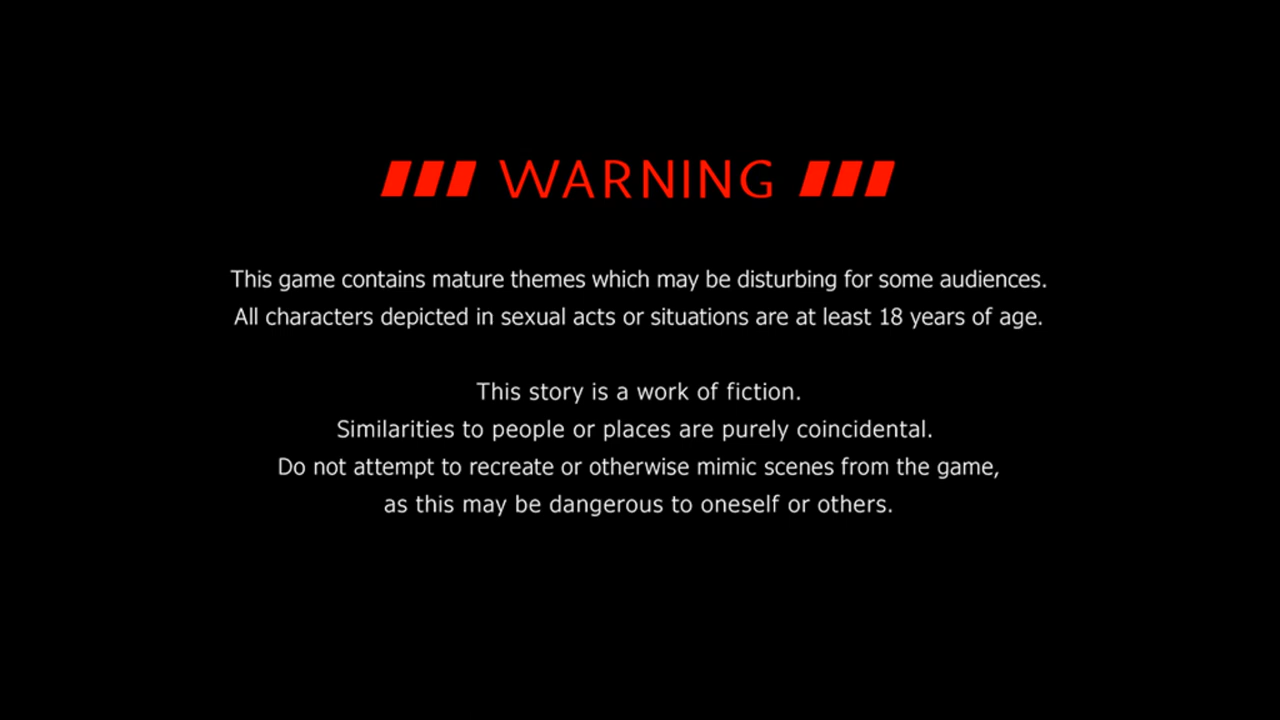 WARNING
This game contains mature themes which may be disturbing for some audiences.
All characters depicted in sexual acts or situations are at least 18 years of age.
This story is a work of fiction.
Similarities to people or places are purely coincidental.
Do not attempt to recreate or otherwise mimic scenes from the game,
as this may be dangerous to oneself or others.